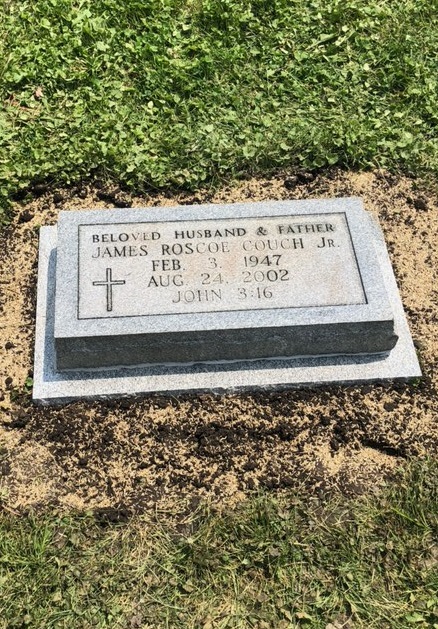 BELOVED HUSBAND & FATHER
JAMES ROSCOE COUCH JR.
FEB. 3, 1947
AUG 24, 2002
JOHN 3:16